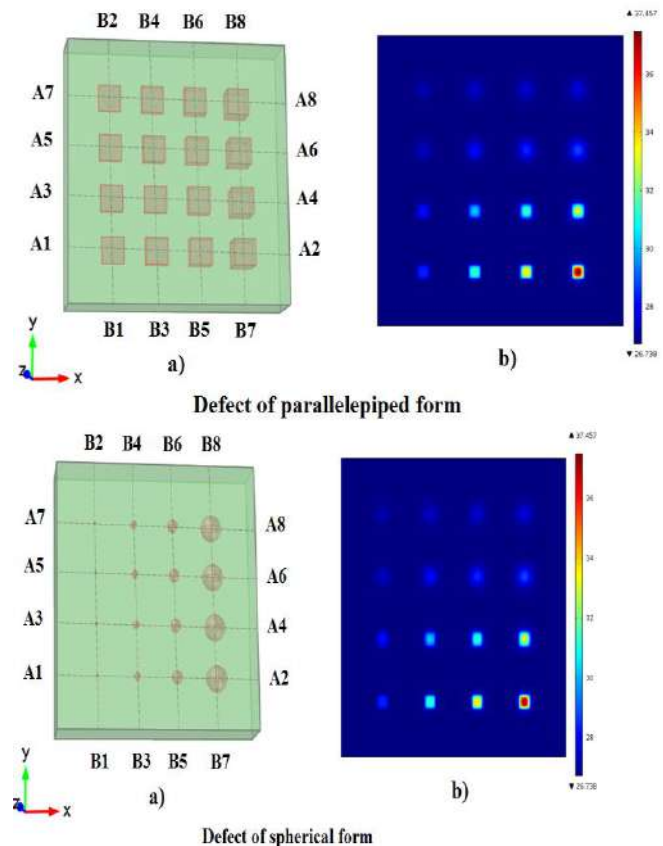 B2 B4 B6 B8
A7 A8
A5 A6
A3 A4
A1 A2
B1 B3 B5 B7
y
z x
a)
▲ 37.457
36
34
32
30
28
▼ 26.738
b)
Defect of parallelepiped form
B2 B4 B6 B8
A7 A8
A5 A6
A3 A4
A1 A2
B1 B3 B5 B7
y
z x
a)
▲ 37.457
36
34
32
30
28
▼ 26.738
b)
Defect of spherical form